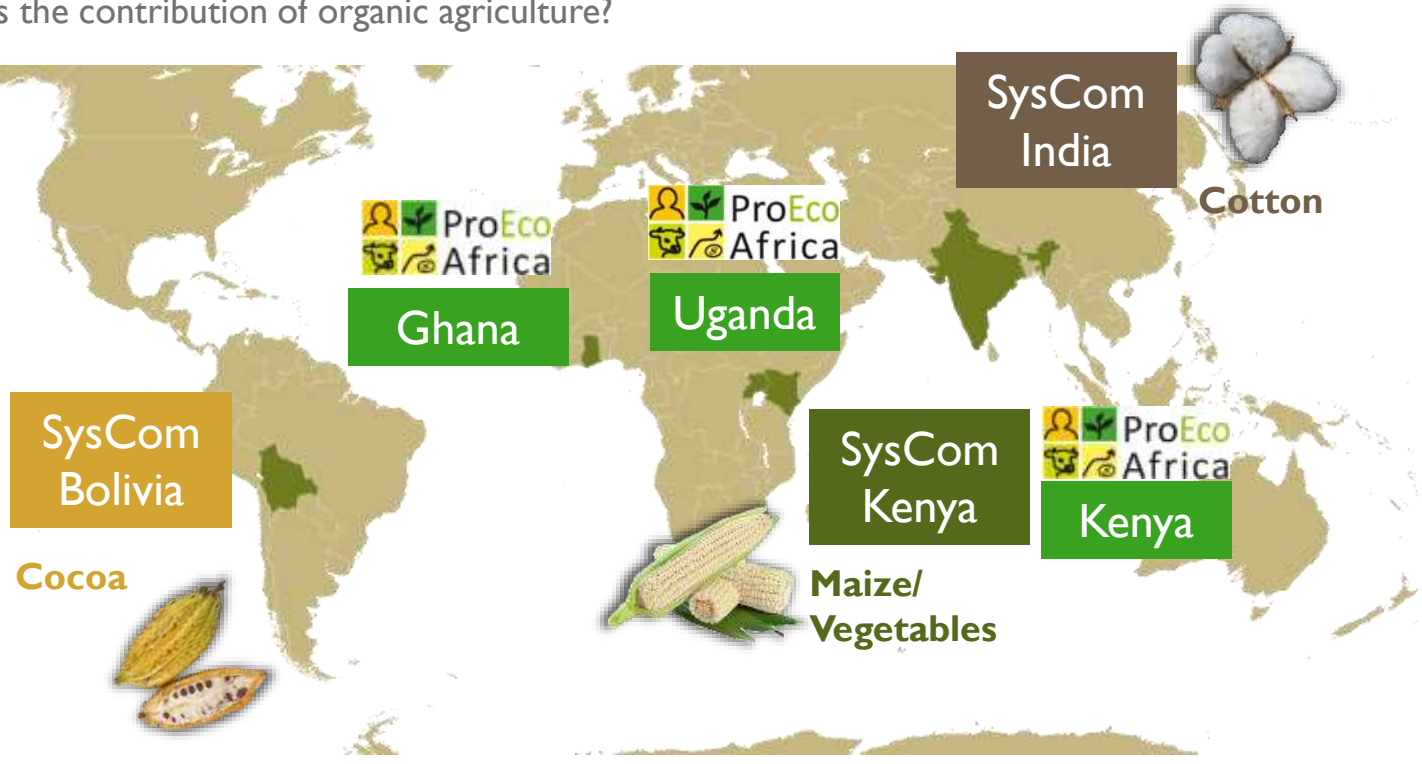 s the contribution of organic agriculture?
SysCom
India
Cotton
ProEco
Africa
Ghana
ProEco
Africa
Uganda
SysCom
Bolivia
Cocoa
SysCom
Kenya
Maize/
Vegetables
ProEco
Africa
Kenya